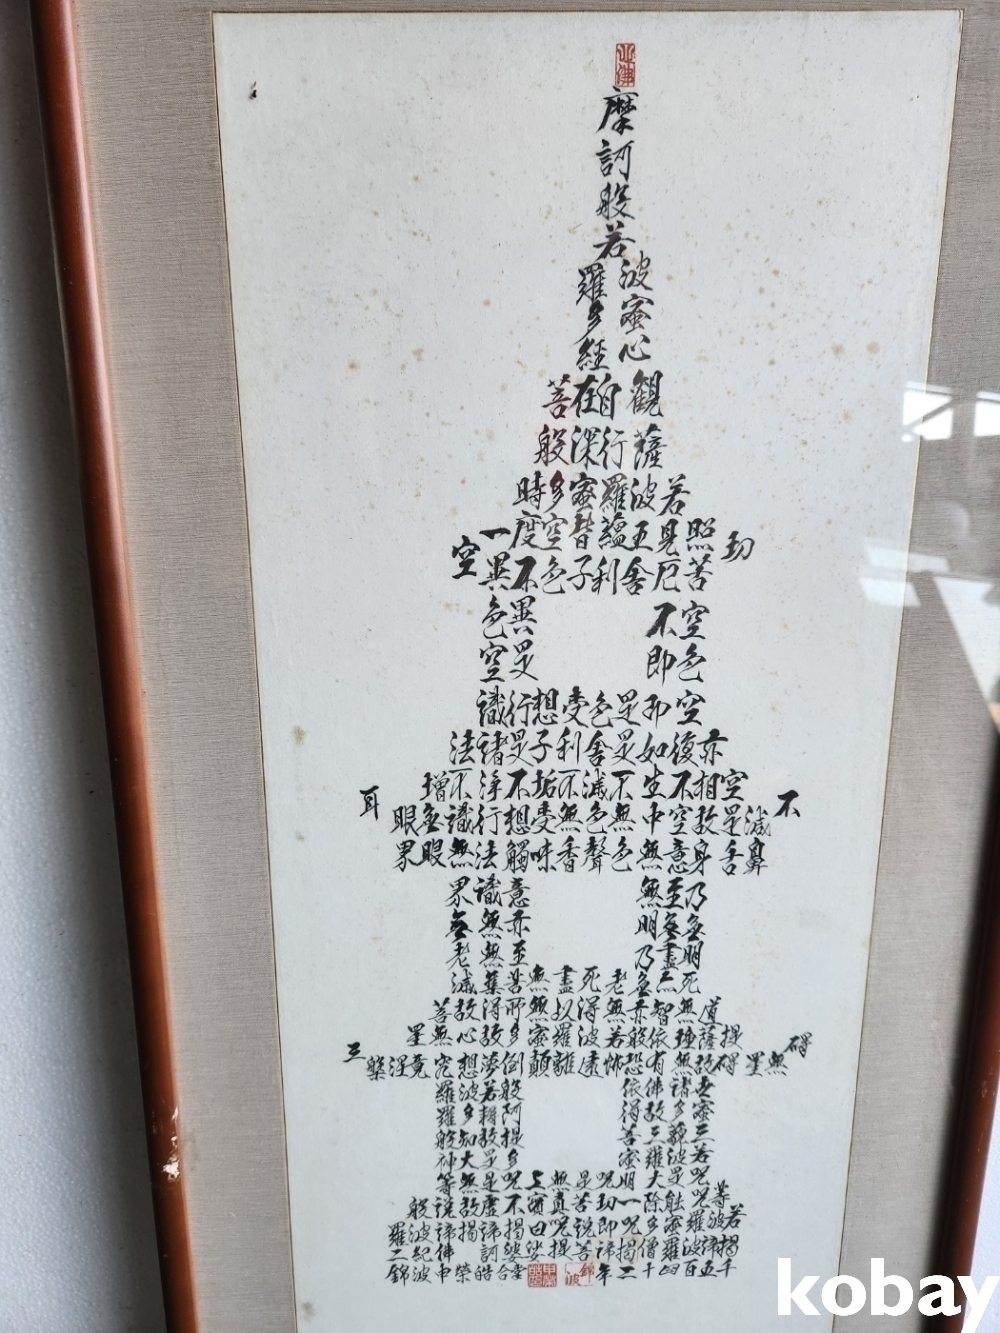 摩
訶
般
若
波羅
蜜多
心經
觀自在菩
薩行深般
若波羅蜜多時
照見五蘊皆空度一
切苦厄舍利子色不異空
空不異色
色即是空
空即是色受想行識
亦復如是舍利子是諸法
空相不生不滅不垢不淨不增
不減是故空中無色無受想行識無眼耳
鼻舌身意無色聲香味觸法無眼界
乃至無意識界
無明亦無無
明盡乃至無老
死亦無老死盡無苦集滅
道無智亦無得以無所得故菩
提薩埵依般若波羅蜜多故心無罣
礙無罣礙故無有恐怖遠離顛倒夢想究竟涅槃三
世諸佛依般若波羅
蜜多故得阿耨多羅
三藐三菩提故知般
若波羅蜜多是大神
咒是大明咒是無上咒是無等
等咒能除一切苦真實不虛故說般
若波羅蜜多咒即說咒曰揭諦揭諦波羅
錦波
kobay